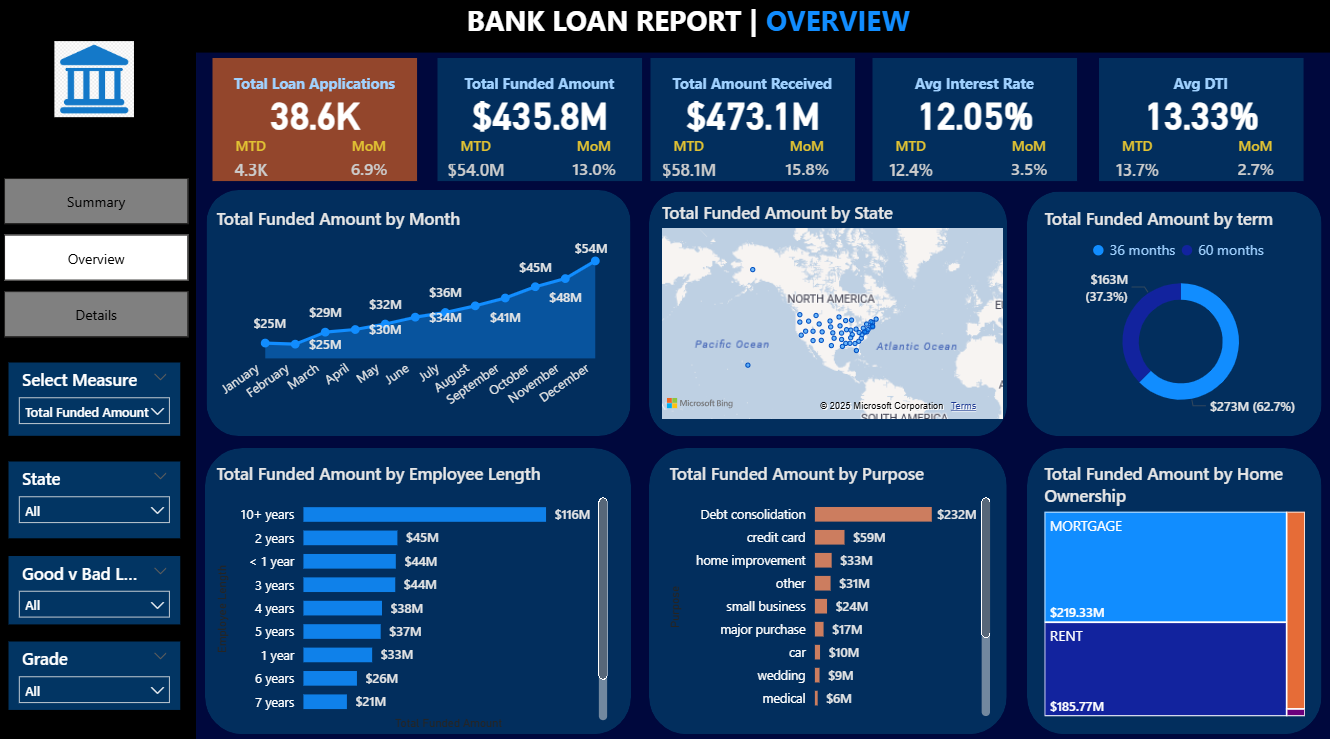 BANK LOAN REPORT | OVERVIEW
Total Loan Applications
38.6K
MTD MoM
4.3K 6.9%
Total Funded Amount
$435.8M
MTD MoM
$54.0M 13.0%
Total Amount Received
$473.1M
MTD MoM
$58.1M 15.8%
Avg Interest Rate
12.05%
MTD MoM
12.4% 3.5%
Avg DTI
13.33%
MTD MoM
13.7% 2.7%
Summary
Overview
Details
Select Measure
Total Funded Amount
State
All
Good v Bad L...
All
Grade
All
Total Funded Amount by Month
$25M
$25M
$29M
$30M
$32M
$34M
$36M
$41M
$45M
$48M
$54M
January
February
March
April
May
June
July
August
September
October
November
December
Total Funded Amount by State
NORTH AMERICA
Pacific Ocean
Atlantic Ocean
SOUTH AMERICA
Microsoft Bing
© 2025 Microsoft Corporation Terms
Total Funded Amount by term
36 months 60 months
$163M
(37.3%)
$273M (62.7%)
Total Funded Amount by Employee Length
10+ years $116M
2 years $45M
< 1 year $44M
3 years $44M
4 years $38M
5 years $37M
1 year $33M
6 years $26M
7 years $21M
Total Funded Amount by Purpose
Debt consolidation $232M
credit card $59M
home improvement $33M
other $31M
small business $24M
major purchase $17M
car $10M
wedding $9M
medical $6M
Total Funded Amount by Home
Ownership
MORTGAGE
$219.33M
RENT
$185.77M